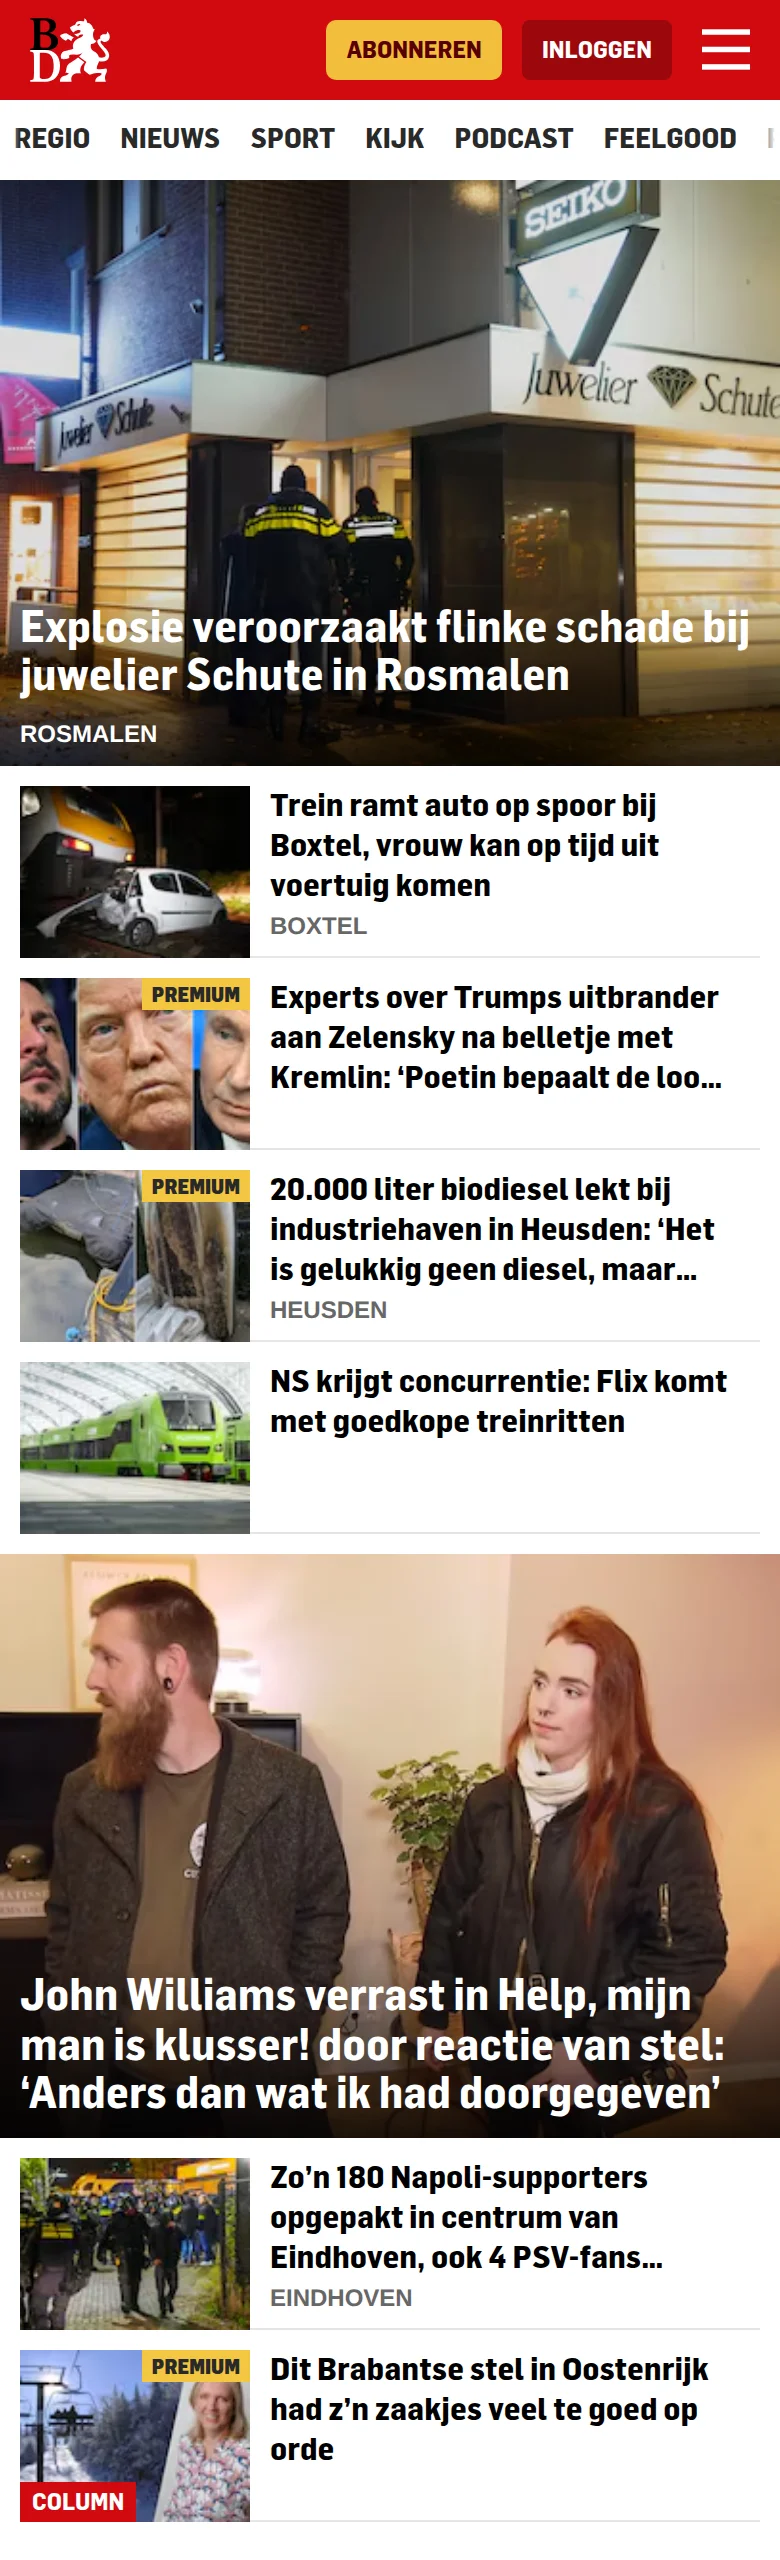 B
D
ABONNEREN
INLOGGEN
REGIO NIEUWS SPORT KIJK PODCAST FEELGOOD
SEIKO
Juwelier Schute
Juwelier Schute
Explosie veroorzaakt flinke schade bij
juwelier Schute in Rosmalen
ROSMALEN
Trein ramt auto op spoor bij
Boxtel, vrouw kan op tijd uit
voertuig komen
BOXTEL
PREMIUM
Experts over Trumps uitbrander
aan Zelensky na belletje met
Kremlin: ‘Poetin bepaalt de loo...
PREMIUM
20.000 liter biodiesel lekt bij
industriehaven in Heusden: ‘Het
is gelukkig geen diesel, maar...
HEUSDEN
NS krijgt concurrentie: Flix komt
met goedkope treinritten
John Williams verrast in Help, mijn
man is klusser! door reactie van stel:
‘Anders dan wat ik had doorgegeven’
Zo’n 180 Napoli-supporters
opgepakt in centrum van
Eindhoven, ook 4 PSV-fans...
EINDHOVEN
PREMIUM
COLUMN
Dit Brabantse stel in Oostenrijk
had z’n zaakjes veel te goed op
orde